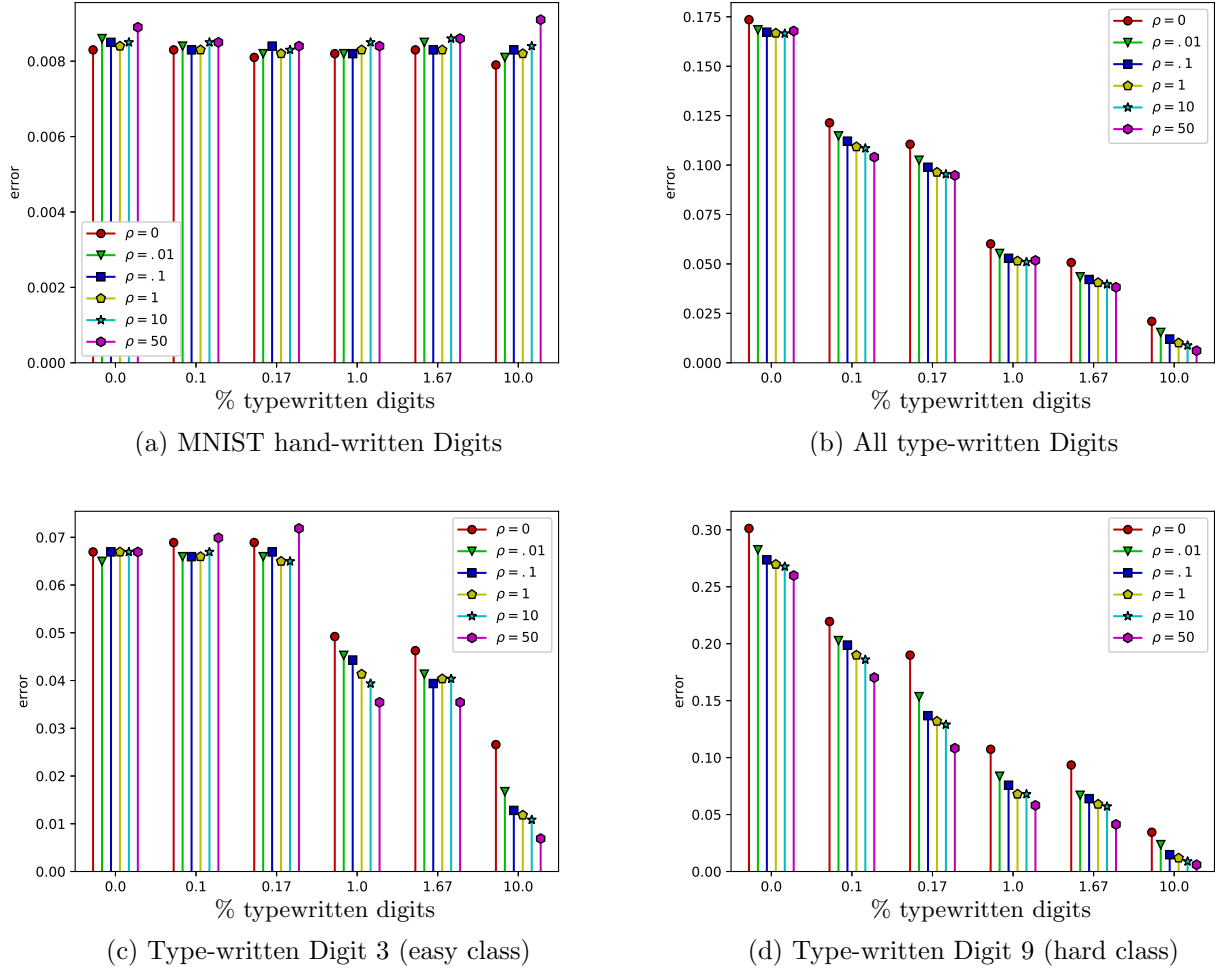 error
0.008
0.006
0.004
0.002
0.000
ρ = 0
ρ = .01
ρ = .1
ρ = 1
ρ = 10
ρ = 50
0.0 0.1 0.17 1.0 1.67 10.0
% typewritten digits
(a) MNIST hand-written Digits
error
0.175
0.150
0.125
0.100
0.075
0.050
0.025
0.000
ρ = 0
ρ = .01
ρ = .1
ρ = 1
ρ = 10
ρ = 50
0.0 0.1 0.17 1.0 1.67 10.0
% typewritten digits
(b) All type-written Digits
error
0.07
0.06
0.05
0.04
0.03
0.02
0.01
0.00
ρ = 0
ρ = .01
ρ = .1
ρ = 1
ρ = 10
ρ = 50
0.0 0.1 0.17 1.0 1.67 10.0
% typewritten digits
(c) Type-written Digit 3 (easy class)
error
0.30
0.25
0.20
0.15
0.10
0.05
0.00
ρ = 0
ρ = .01
ρ = .1
ρ = 1
ρ = 10
ρ = 50
0.0 0.1 0.17 1.0 1.67 10.0
% typewritten digits
(d) Type-written Digit 9 (hard class)